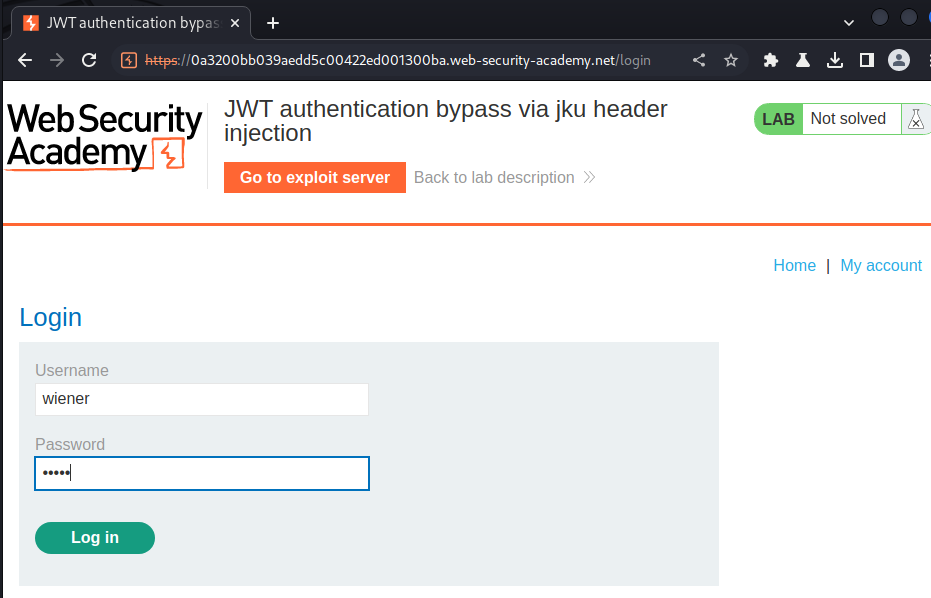 JWT authentication bypas
https://0a3200bb039aedd5c00422ed001300ba.web-security-academy.net/login
Web Security
Academy
JWT authentication bypass via jku header
injection
LAB
Not solved
Go to exploit server
Back to lab description
Home | My account
Login
Username
wiener
Password
•••••
Log in